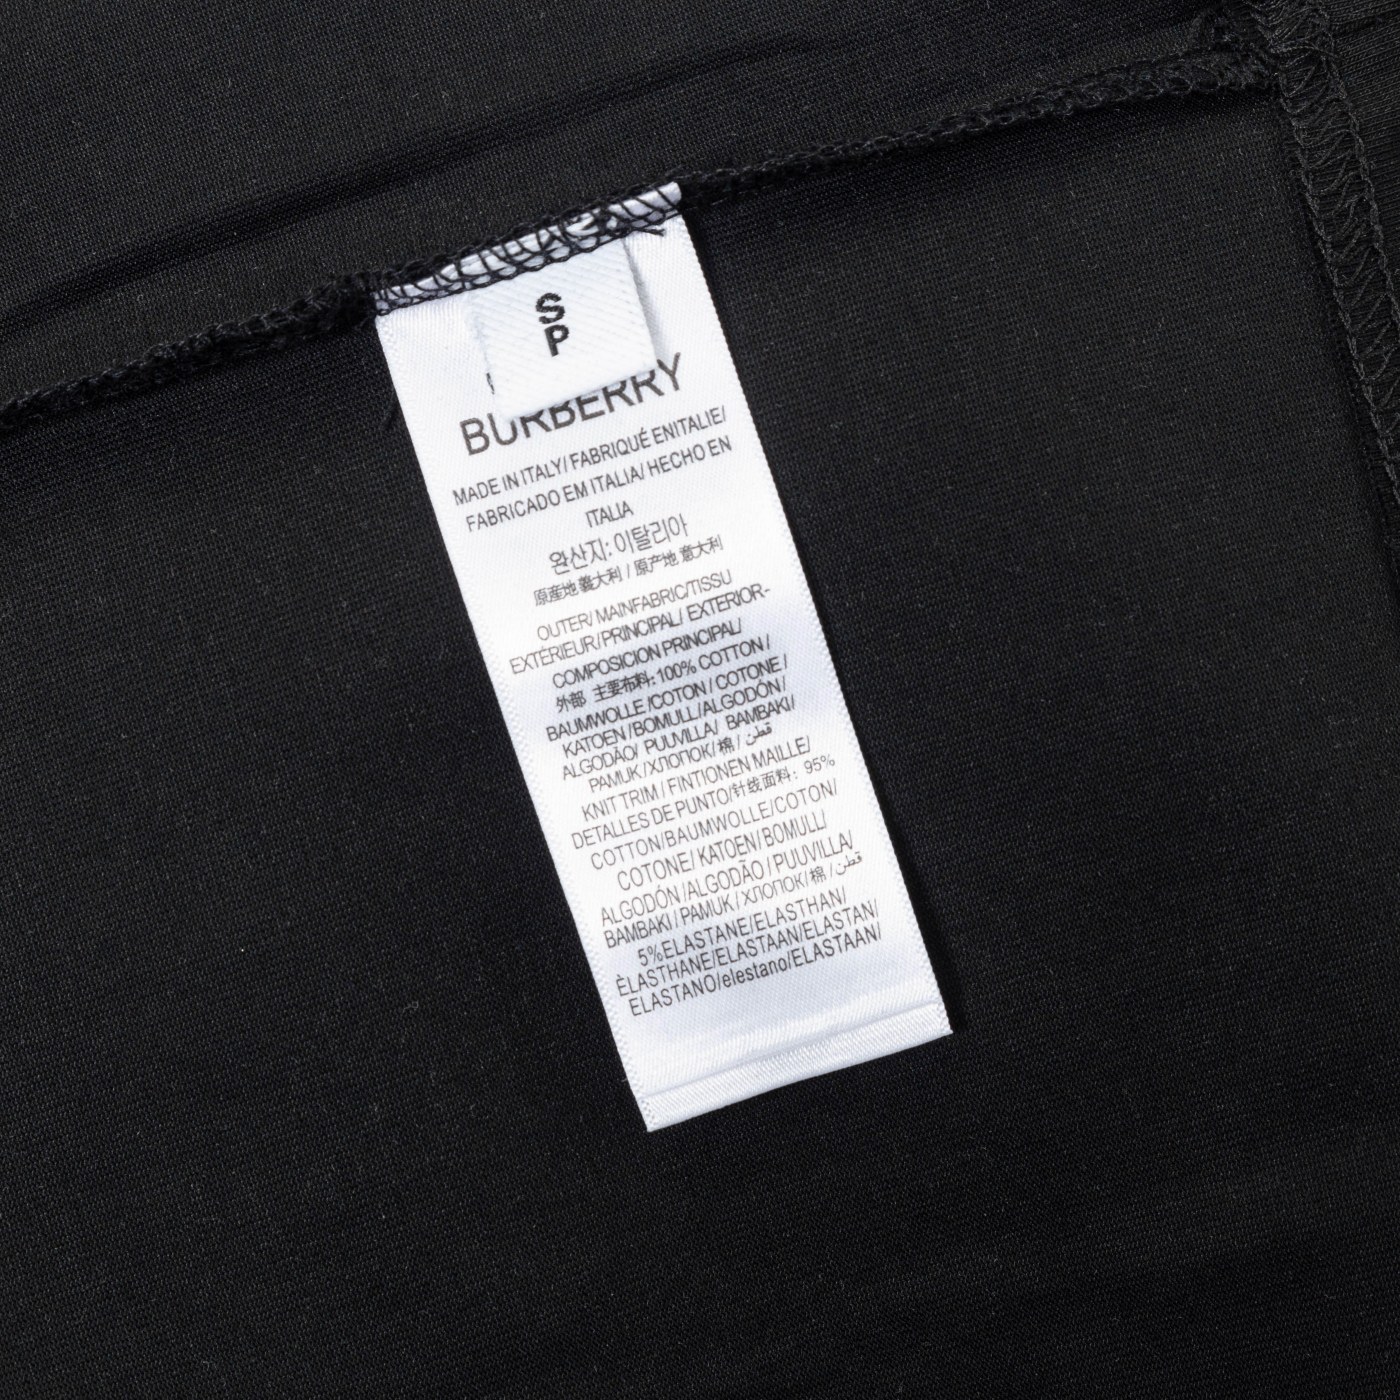 S
P
BURBERRY
MADE IN ITALY/ FABRIQUÉ ENITALIE/
FABRICADO EM ITALIA/ HECHO EN
ITALIA
완산지: 이탈리아
原産地 義大利 / 原产地 意大利
OUTER/ MAINFABRIC/TISSU
EXTÉRIEUR/PRINCIPAL/ EXTERIOR-
COMPOSICION PRINCIPAL/
外部 主要布料:100% COTTON /
BAUMWOLLE /COTON / COTONE /
KATOEN /BOMULL/ALGODÓN/
ALGODÃO/ PUUVILLA/ BAMBAKI/
PAMUK / ХЛОПОК/ 棉 / قطن
KNIT TRIM / FINTIONEN MAILLE/
DETALLES DE PUNTO/针线面料: 95%
COTTON/BAUMWOLLE/COTON/
COTONE/ KATOEN/ BOMULL/
ALGODÓN /ALGODÃO / PUUVILLA/
BAMBAKI / PAMUK / ХЛОПОК/ 棉 / قطن
5%ELASTANE/ELASTHAN/
ÉLASTHANE/ELASTAAN/ELASTAN/
ELASTANO/elestano/ELASTAAN/